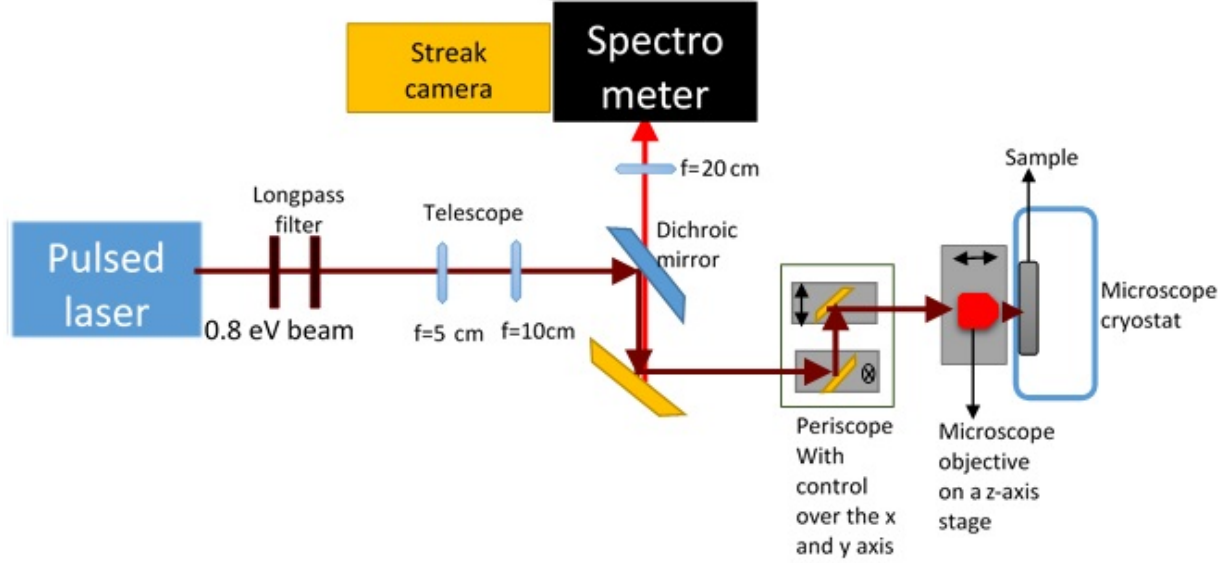 Streak
camera
Spectro
meter
f=20 cm
Sample
Longpass
filter
Telescope
Dichroic
mirror
Pulsed
laser
0.8 eV beam
f=5 cm
f=10cm
Microscope
cryostat
Periscope
With
control
over the x
and y axis
Microscope
objective
on a z-axis
stage